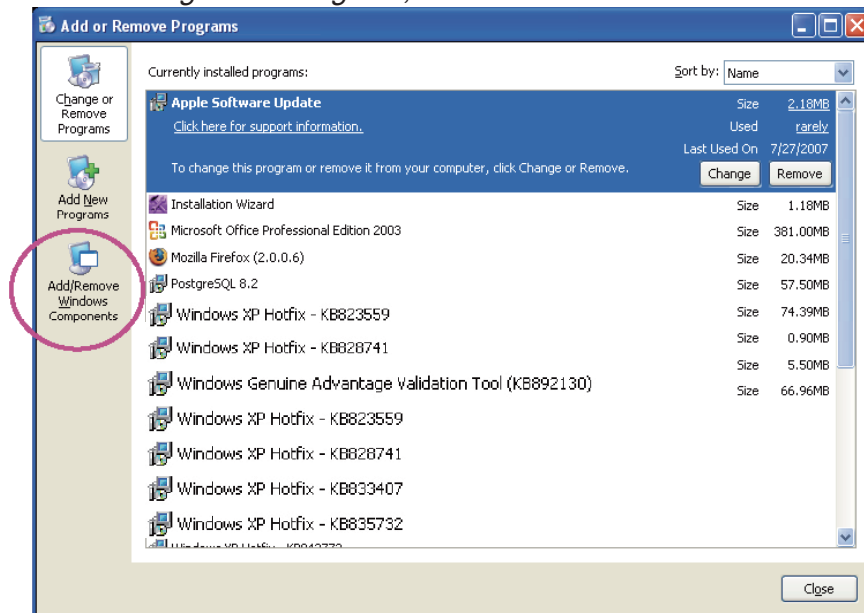 Add or Remove Programs
Change or
Remove
Programs
Add New
Programs
Add/Remove
Windows
Components
Currently installed programs:
Sort by: Name
Apple Software Update
Size 2.18MB
Click here for support information.
Used rarely
Last Used On 7/27/2007
To change this program or remove it from your computer, click Change or Remove.
Change Remove
Installation Wizard Size 1.18MB
Microsoft Office Professional Edition 2003 Size 381.00MB
Mozilla Firefox (2.0.0.6) Size 20.34MB
PostgreSQL 8.2 Size 57.50MB
Windows XP Hotfix - KB823559 Size 74.39MB
Windows XP Hotfix - KB828741 Size 0.90MB
Size 5.50MB
Windows Genuine Advantage Validation Tool (KB892130) Size 66.96MB
Windows XP Hotfix - KB823559
Windows XP Hotfix - KB828741
Windows XP Hotfix - KB833407
Windows XP Hotfix - KB835732
Close